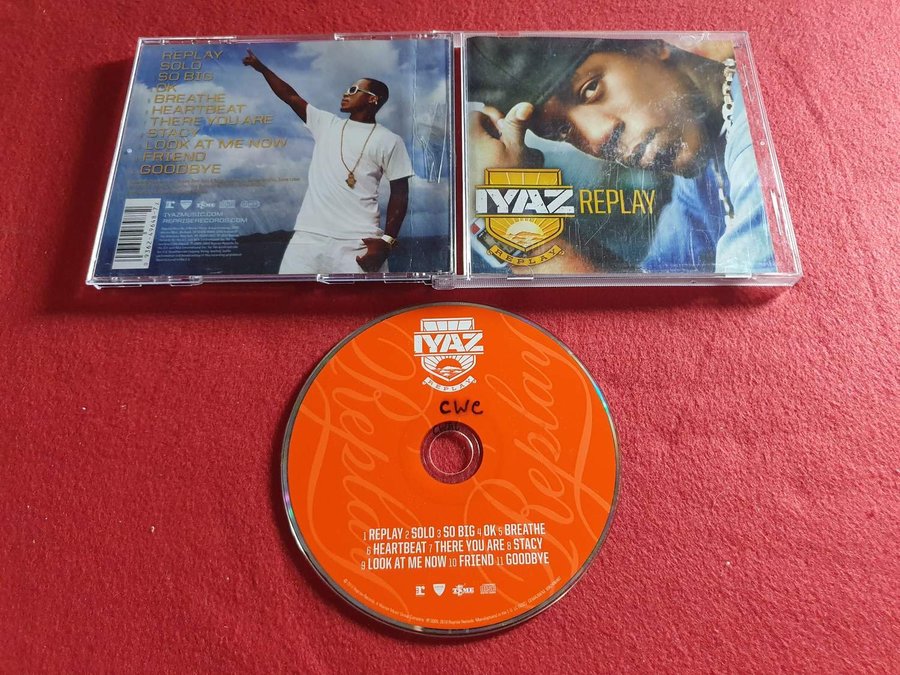 REPLAY
SOLO
SO BIG
OK
BREATHE
HEARTBEAT
THERE YOU ARE
STACY
LOOK AT ME NOW
FRIEND
GOODBYE
IYAZMUSIC.COM
REPRISERECORDS.COM
IYAZ REPLAY
REPLAY
IYAZ
REPLAY
cwc
Replay
Replay
1 REPLAY 2 SOLO 3 SO BIG 4 OK 5 BREATHE
6 HEARTBEAT 7 THERE YOU ARE 8 STACY
9 LOOK AT ME NOW 10 FRIEND 11 GOODBYE